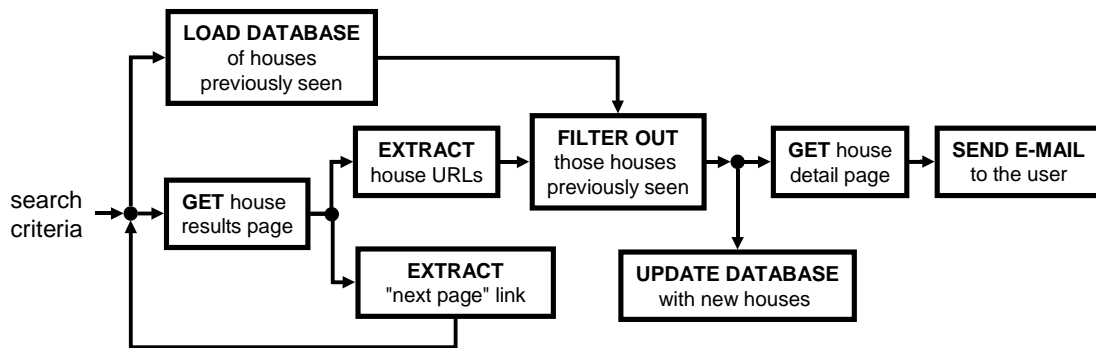 LOAD DATABASE
of houses
previously seen
search
criteria
GET house
results page
EXTRACT
house URLs
EXTRACT
"next page" link
FILTER OUT
those houses
previously seen
GET house
detail page
SEND E-MAIL
to the user
UPDATE DATABASE
with new houses